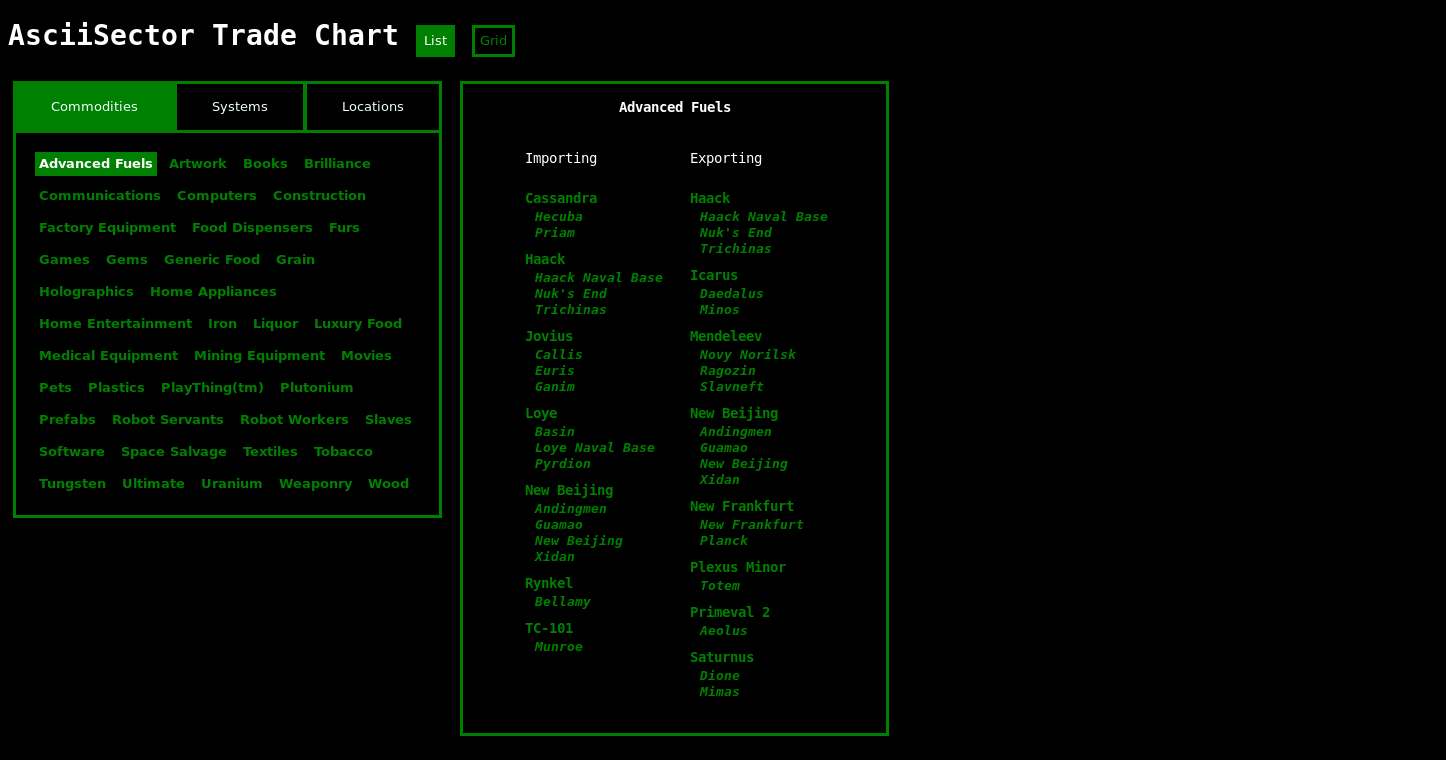 AsciiSector Trade Chart List Grid
Commodities Systems Locations
Advanced Fuels Artwork Books Brilliance
Communications Computers Construction
Factory Equipment Food Dispensers Furs
Games Gems Generic Food Grain
Holographics Home Appliances
Home Entertainment Iron Liquor Luxury Food
Medical Equipment Mining Equipment Movies
Pets Plastics PlayThing(tm) Plutonium
Prefabs Robot Servants Robot Workers Slaves
Software Space Salvage Textiles Tobacco
Tungsten Ultimate Uranium Weaponry Wood
Advanced Fuels
Importing
Cassandra
Hecuba
Priam
Haack
Haack Naval Base
Nuk's End
Trichinas
Jovius
Callis
Euris
Ganim
Loye
Basin
Loye Naval Base
Pyrdion
New Beijing
Andingmen
Guamao
New Beijing
Xidan
Rynkel
Bellamy
TC-101
Munroe
Exporting
Haack
Haack Naval Base
Nuk's End
Trichinas
Icarus
Daedalus
Minos
Mendeleev
Novy Norilsk
Ragozin
Slavneft
New Beijing
Andingmen
Guamao
New Beijing
Xidan
New Frankfurt
New Frankfurt
Planck
Plexus Minor
Totem
Primeval 2
Aeolus
Saturnus
Dione
Mimas